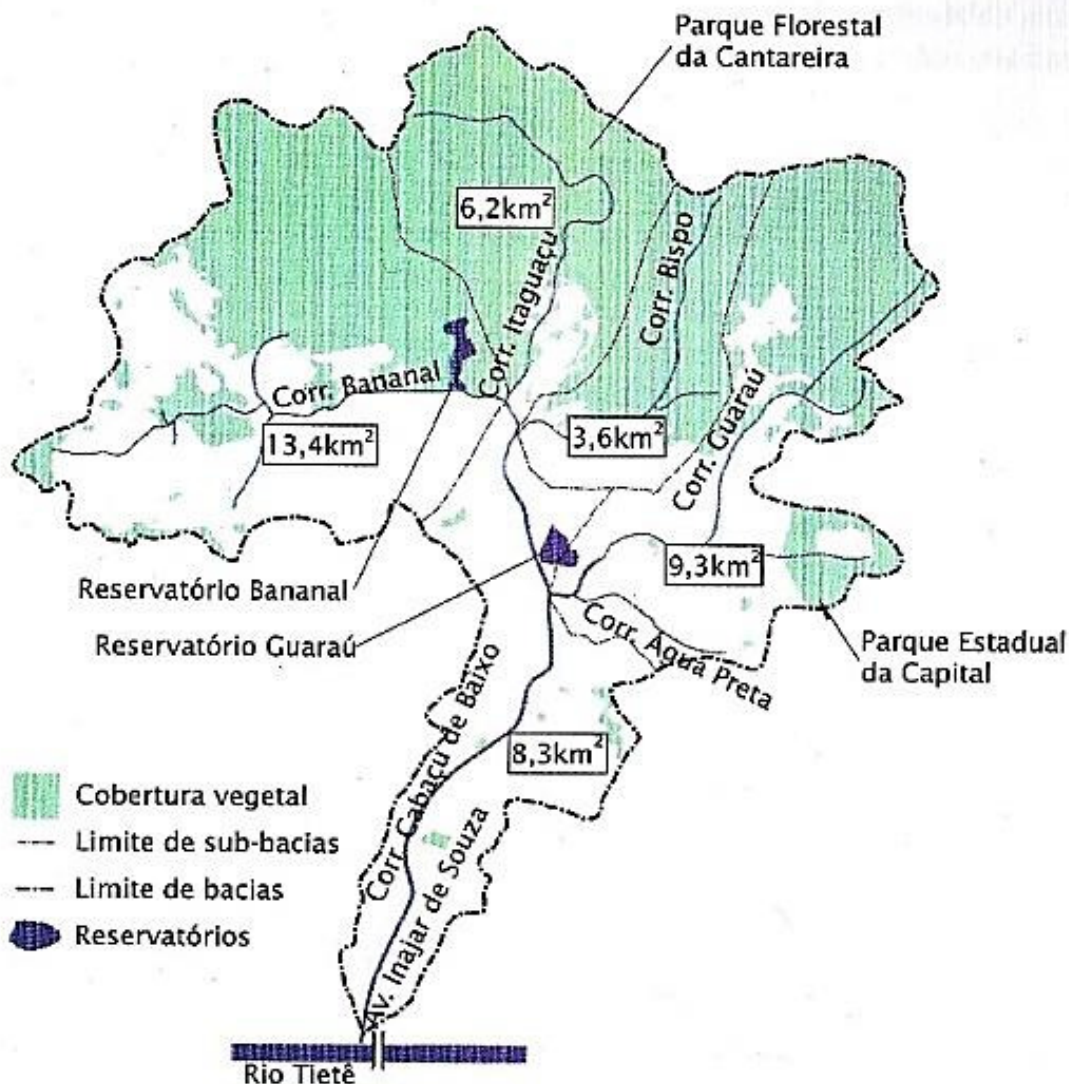 Parque Florestal
da Cantareira
6,2km²
Corr. Itaguaçu
Corr. Bispo
Corr. Bananal
13,4km²
3,6km²
Corr. Guaraú
9,3km²
Reservatório Bananal
Reservatório Guaraú
Corr. Água Preta
Parque Estadual
da Capital
8,3km²
Corr. Cabaçu de Baixo
Av. Inajar de Souza
Cobertura vegetal
Limite de sub-bacias
Limite de bacias
Reservatórios
Rio Tietê